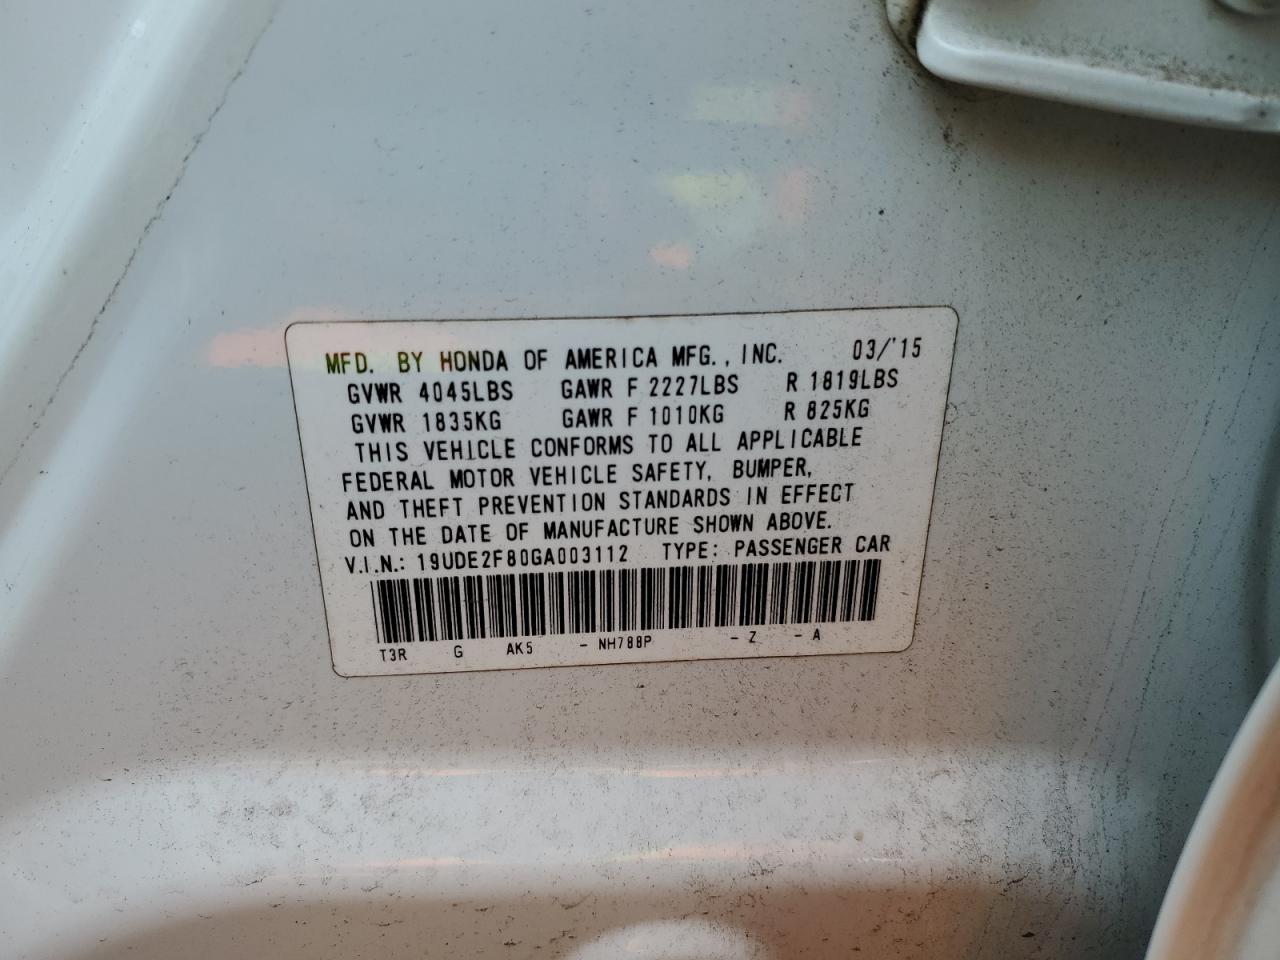 MFD. BY HONDA OF AMERICA MFG., INC. 03/'15
GVWR 4045LBS GAWR F 2227LBS R 1819LBS
GVWR 1835KG GAWR F 1010KG R 825KG
THIS VEHICLE CONFORMS TO ALL APPLICABLE
FEDERAL MOTOR VEHICLE SAFETY, BUMPER,
AND THEFT PREVENTION STANDARDS IN EFFECT
ON THE DATE OF MANUFACTURE SHOWN ABOVE.
V.I.N.: 19UDE2F80GA003112 TYPE: PASSENGER CAR
T3R G AK5 - NH788P - Z - A